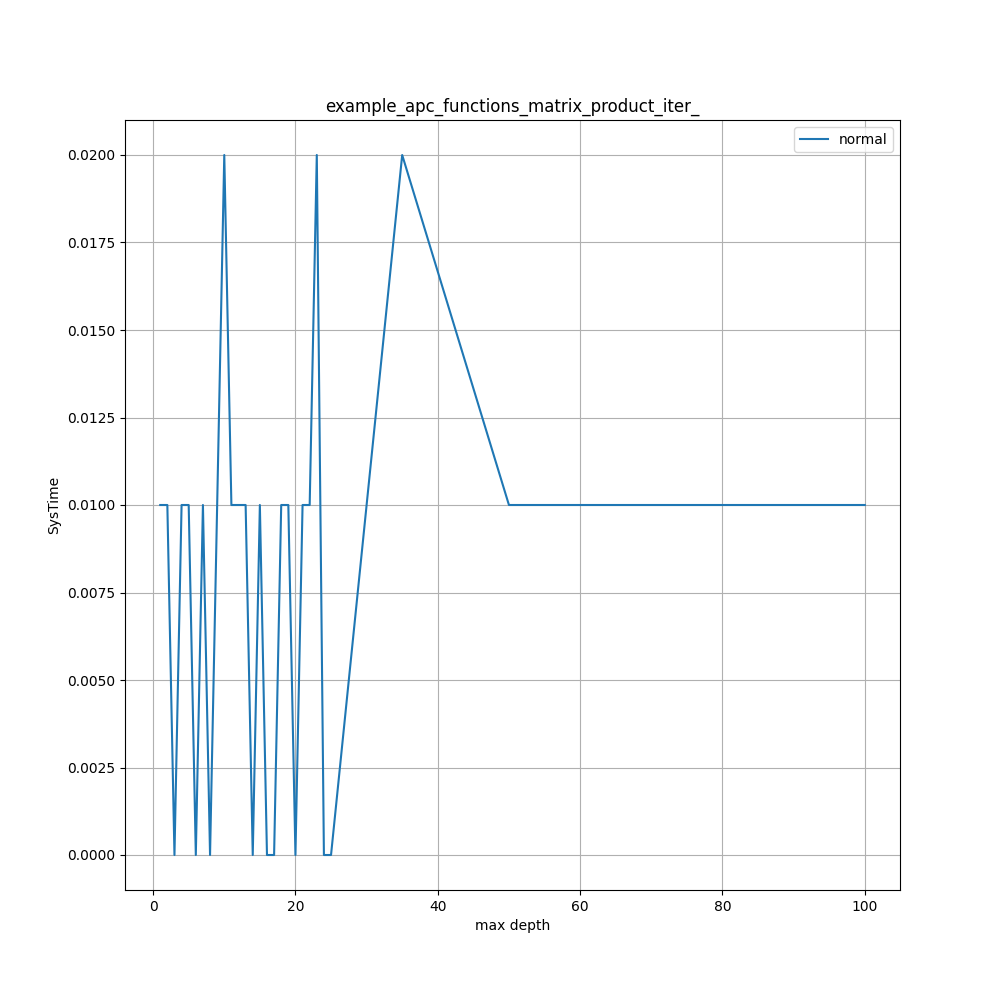 example_apc_functions_matrix_product_iter_
normal
0.0200
0.0175
0.0150
0.0125
0.0100
0.0075
0.0050
0.0025
0.0000
SysTime
0 20 40 60 80 100
max depth